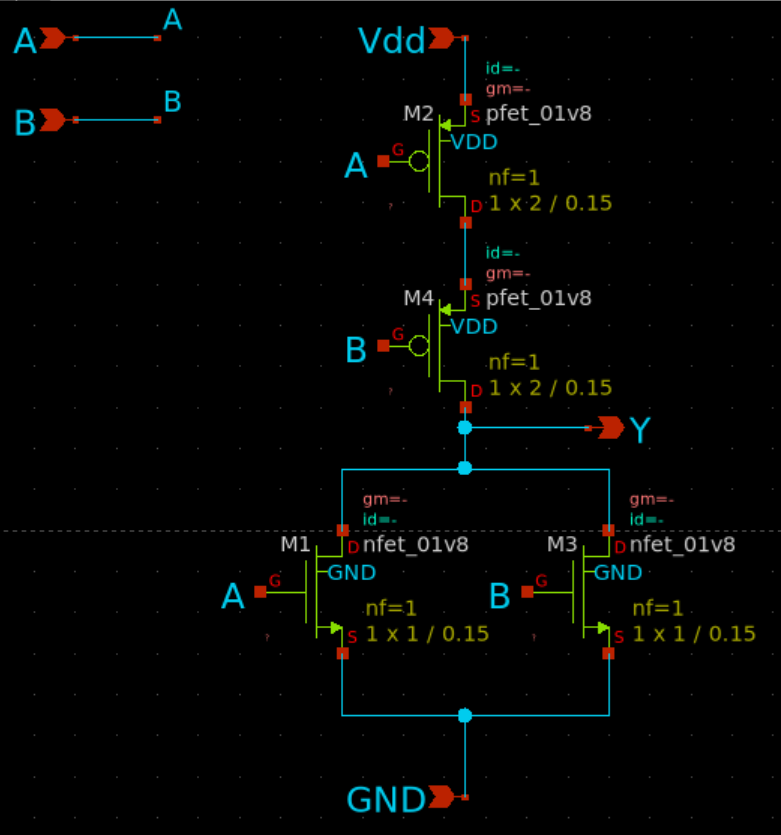 A
A
B
B
Vdd
id=-
gm=-
M2
S
pfet_01v8
VDD
G
A
nf=1
D
1 x 2 / 0.15
?
id=-
gm=-
M4
S
pfet_01v8
VDD
G
B
nf=1
D
1 x 2 / 0.15
?
Y
gm=-
id=-
M1
D
nfet_01v8
GND
G
A
nf=1
S
1 x 1 / 0.15
?
gm=-
id=-
M3
D
nfet_01v8
GND
G
B
nf=1
S
1 x 1 / 0.15
?
GND